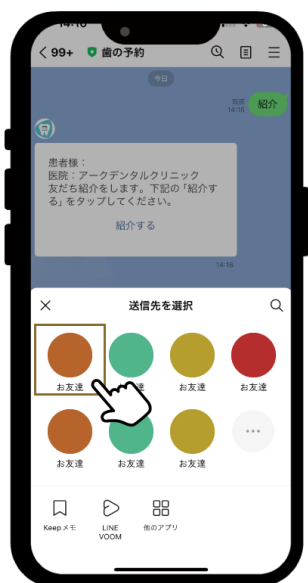 14:16
99+ 歯の予約
今日
既読
14:16
紹介
患者様：
医院：アークデンタルクリニック
友だち紹介をします。下記の「紹介す
る」をタップしてください。
紹介する
14:16
送信先を選択
お友達 お友達 お友達
お友達 お友達 お友達
Keepメモ LINE VOOM 他のアプリ